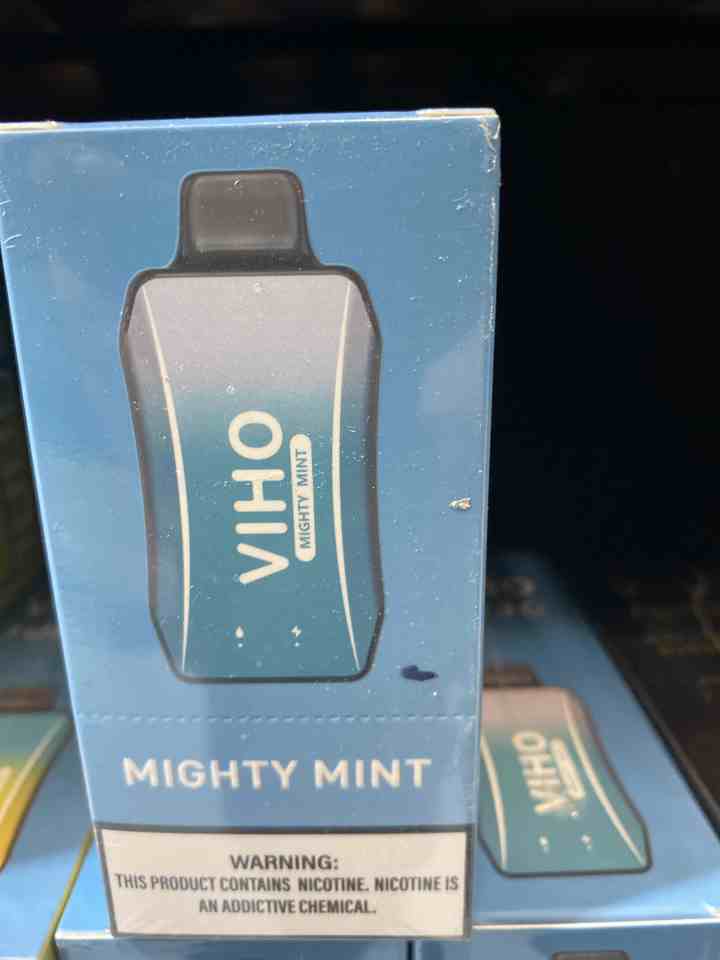 VIHO
MIGHTY MINT
MIGHTY MINT
WARNING:
THIS PRODUCT CONTAINS NICOTINE. NICOTINE IS
AN ADDICTIVE CHEMICAL.
VIHO